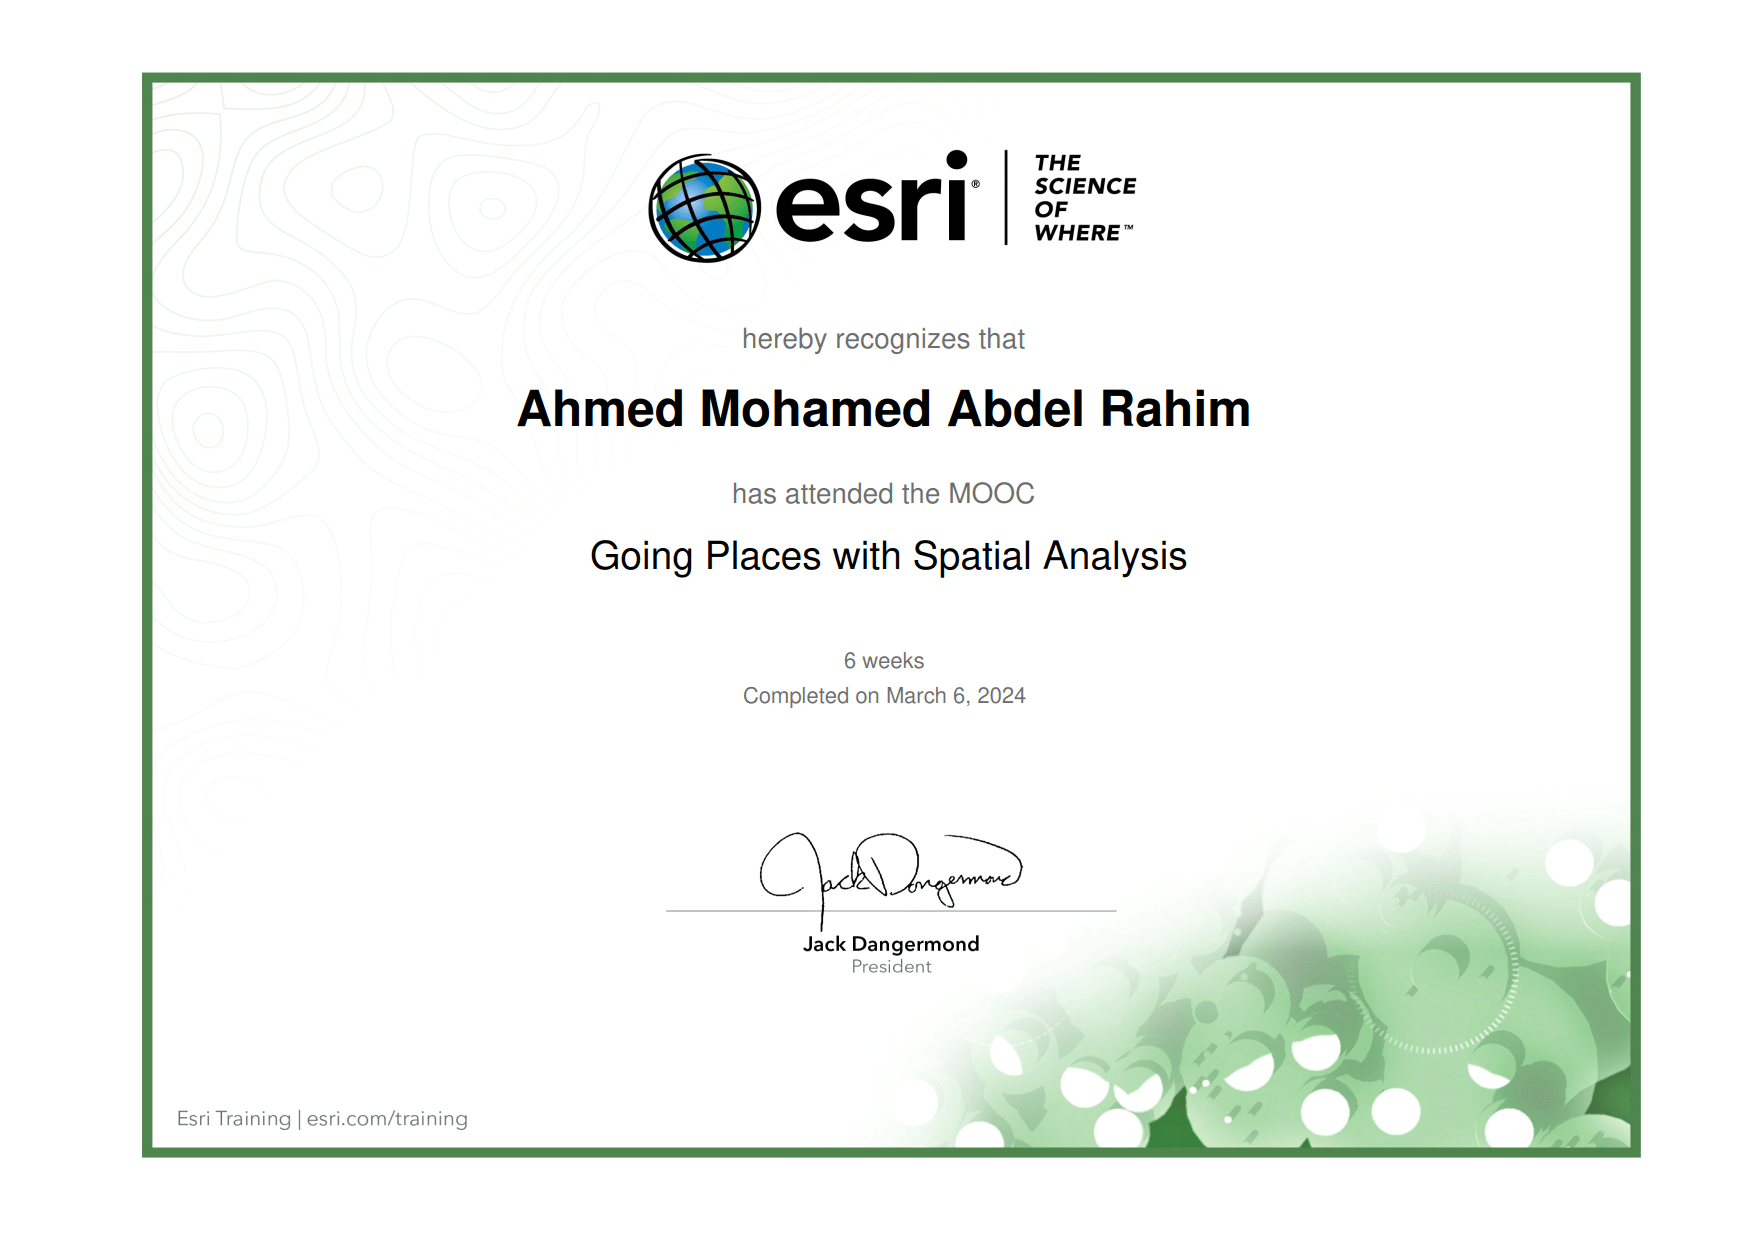 esri®
THE
SCIENCE
OF
WHERE™
hereby recognizes that
Ahmed Mohamed Abdel Rahim
has attended the MOOC
Going Places with Spatial Analysis
6 weeks
Completed on March 6, 2024
Jack Dangermond
Jack Dangermond
President
Esri Training | esri.com/training